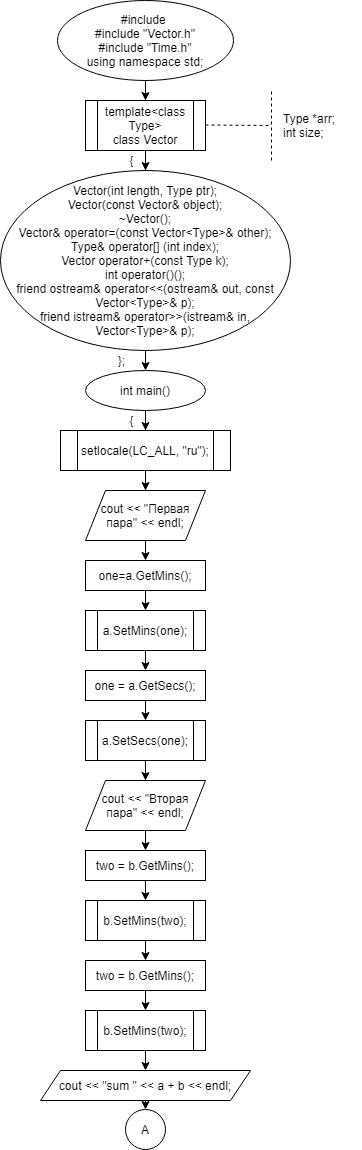 #include
#include "Vector.h"
#include "Time.h"
using namespace std;
template<class
Type>
class Vector
Type *arr;
int size;
{
Vector(int length, Type ptr);
Vector(const Vector& object);
~Vector();
Vector& operator=(const Vector<Type>& other);
Type& operator[] (int index);
Vector operator+(const Type k);
int operator()();
friend ostream& operator<<(ostream& out, const
Vector<Type>& p);
friend istream& operator>>(istream& in,
Vector<Type>& p);
};
int main()
{
setlocale(LC_ALL, "ru");
cout << "Первая
пара" << endl;
one=a.GetMins();
a.SetMins(one);
one = a.GetSecs();
a.SetSecs(one);
cout << "Вторая
пара" << endl;
two = b.GetMins();
b.SetMins(two);
two = b.GetMins();
b.SetMins(two);
cout << "sum " << a + b << endl;
A